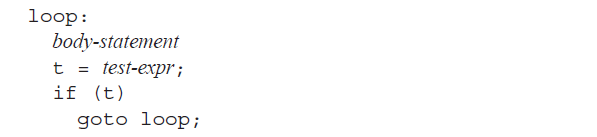 loop:
body-statement
t = test-expr;
if (t)
goto loop;